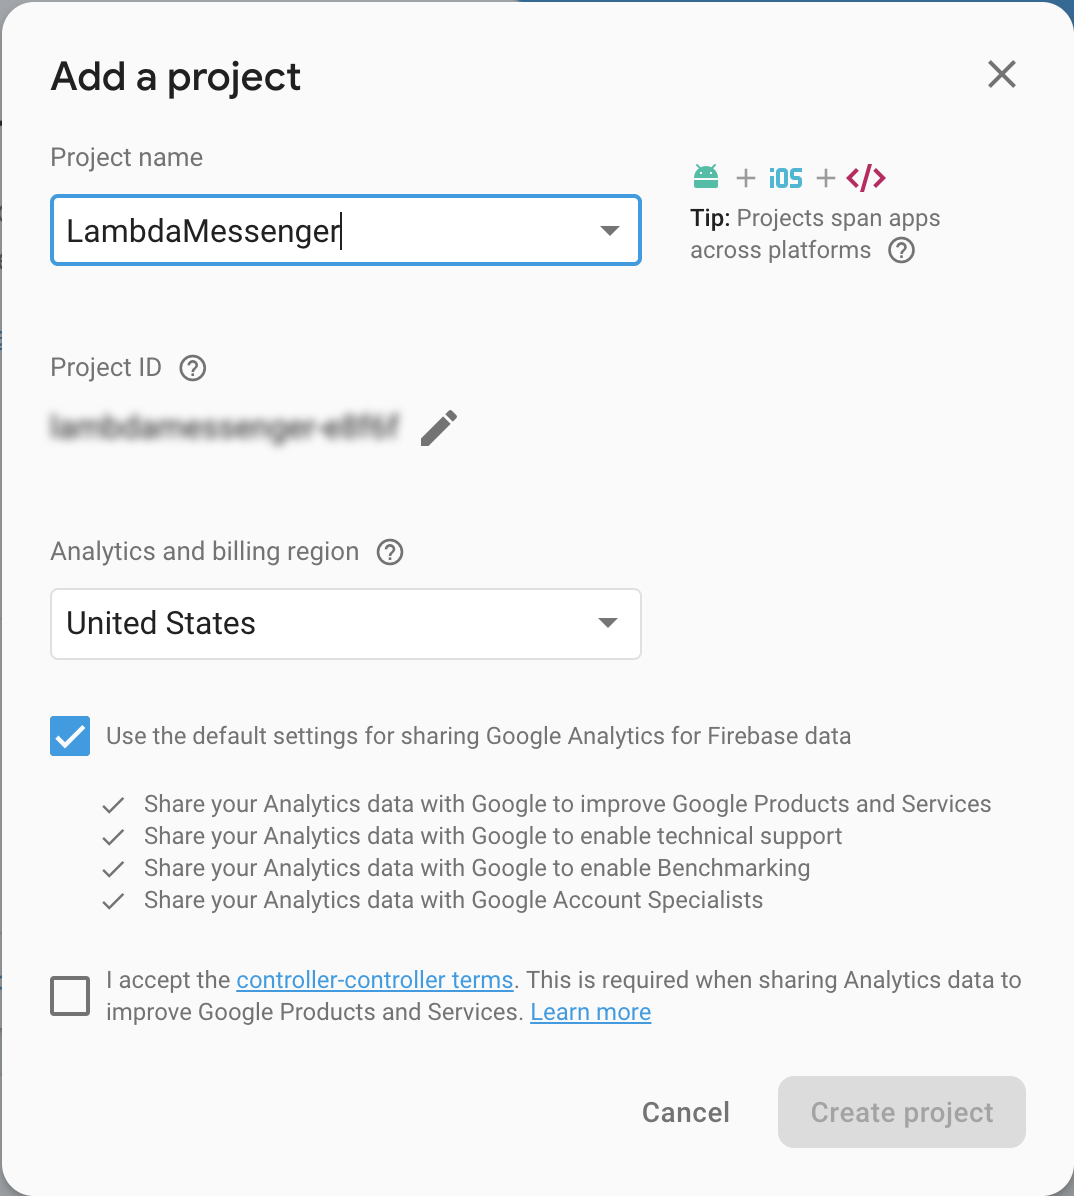 Add a project
Project name
LambdaMessenger
+ iOS + </>
Tip: Projects span apps
across platforms
Project ID
Analytics and billing region
United States
Use the default settings for sharing Google Analytics for Firebase data
Share your Analytics data with Google to improve Google Products and Services
Share your Analytics data with Google to enable technical support
Share your Analytics data with Google to enable Benchmarking
Share your Analytics data with Google Account Specialists
I accept the controller-controller terms. This is required when sharing Analytics data to
improve Google Products and Services. Learn more
Cancel
Create project